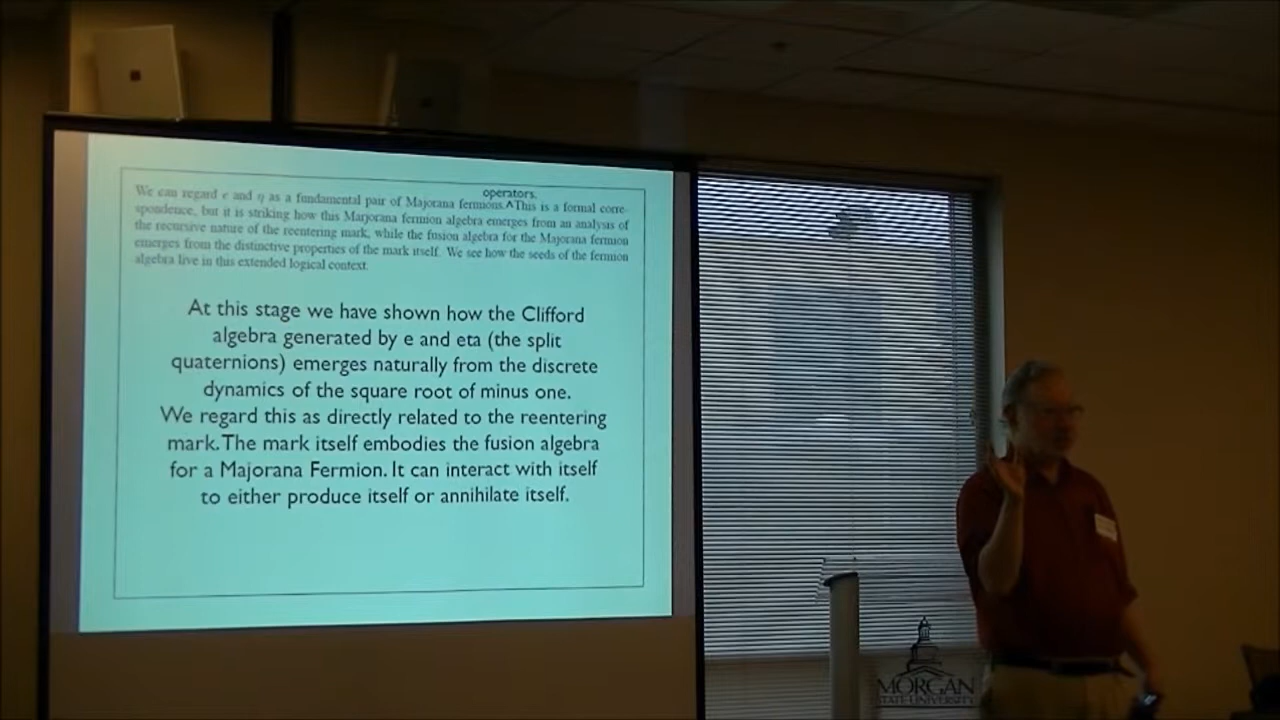 operators.
We can regard e and η as a fundamental pair of Majorana fermions.^This is a formal corre-
spondence, but it is striking how this Marjorana fermion algebra emerges from an analysis of
the recursive nature of the reentering mark, while the fusion algebra for the Majorana fermion
emerges from the distinctive properties of the mark itself. We see how the seeds of the fermion
algebra live in this extended logical context.
At this stage we have shown how the Clifford
algebra generated by e and eta (the split
quaternions) emerges naturally from the discrete
dynamics of the square root of minus one.
We regard this as directly related to the reentering
mark. The mark itself embodies the fusion algebra
for a Majorana Fermion. It can interact with itself
to either produce itself or annihilate itself.
MORGAN
STATE UNIVERSITY